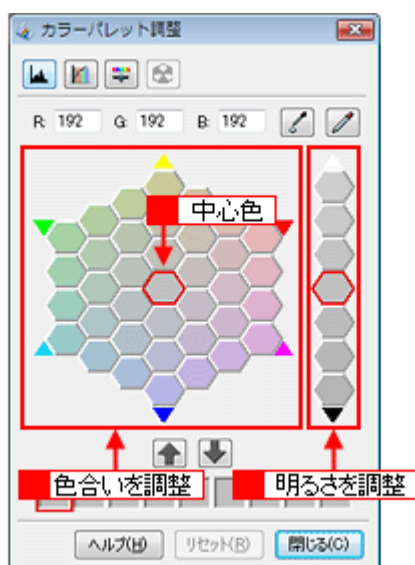 カラーパレット調整
R: 192 G: 192 B: 192
中心色
色合いを調整
明るさを調整
ヘルプ(H)
リセット(R)
閉じる(C)